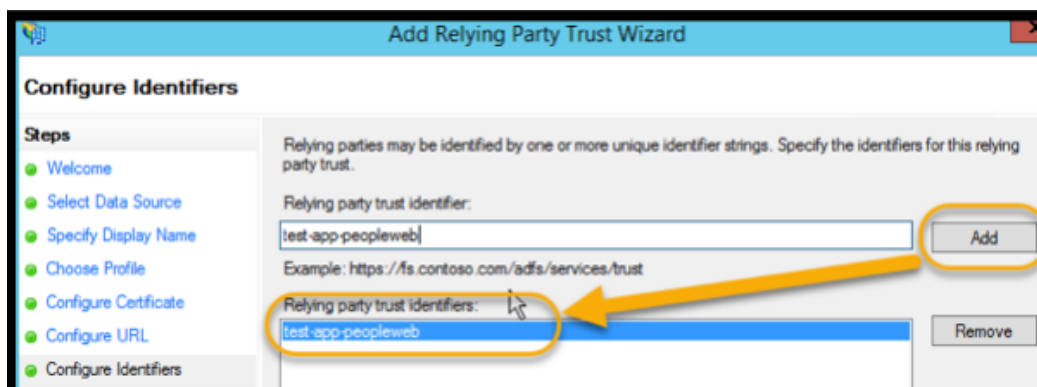 Add Relying Party Trust Wizard
Configure Identifiers
Steps
Welcome
Select Data Source
Specify Display Name
Choose Profile
Configure Certificate
Configure URL
Configure Identifiers
Relying parties may be identified by one or more unique identifier strings. Specify the identifiers for this relying
party trust.
Relying party trust identifier:
test-app-peopleweb
Add
Example: https://fs.contoso.com/adfs/services/trust
Relying party trust identifiers:
test-app-peopleweb
Remove